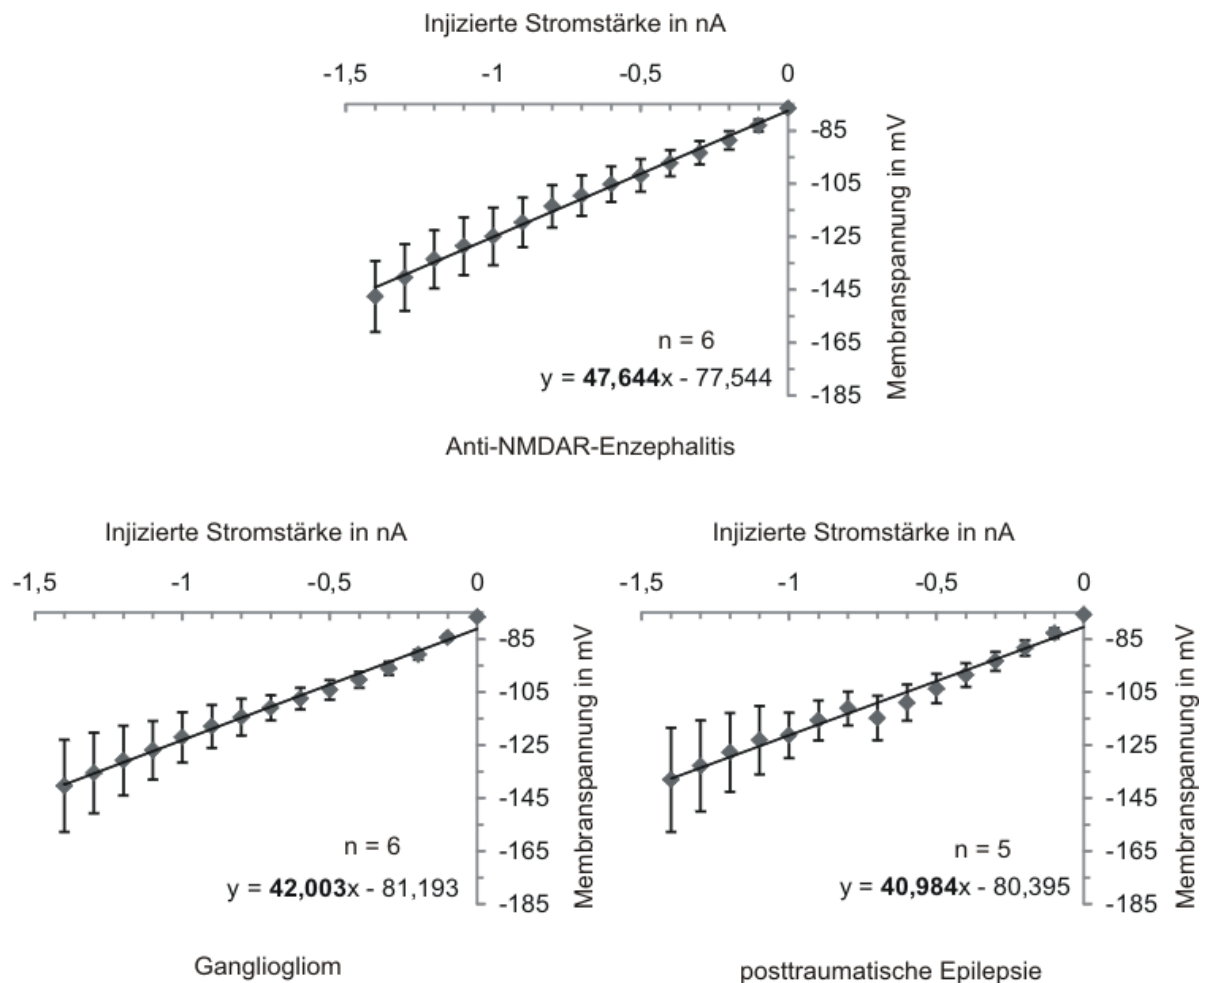 Injizierte Stromstärke in nA
-1,5 -1 -0,5 0
-85
-105
-125
-145
-165
-185
Membranspannung in mV
n = 6
y = 47,644x - 77,544
Anti-NMDAR-Enzephalitis
Injizierte Stromstärke in nA
-1,5 -1 -0,5 0
-85
-105
-125
-145
-165
-185
Membranspannung in mV
n = 6
y = 42,003x - 81,193
Gangliogliom
Injizierte Stromstärke in nA
-1,5 -1 -0,5 0
-85
-105
-125
-145
-165
-185
Membranspannung in mV
n = 5
y = 40,984x - 80,395
posttraumatische Epilepsie